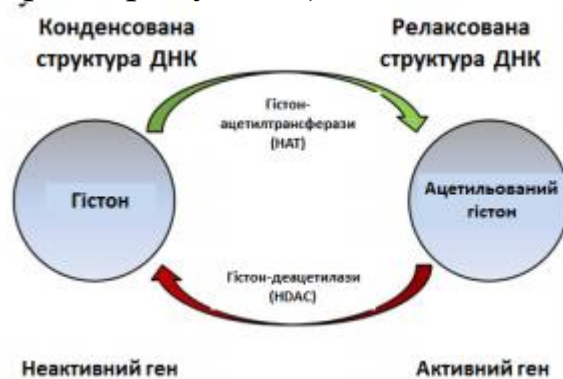 Конденсована
структура ДНК
Релаксована
структура ДНК
Гістон-
ацетилтрансферази
(HAT)
Гістон
Ацетильований
гістон
Гістон-деацетилази
(HDAC)
Неактивний ген
Активний ген